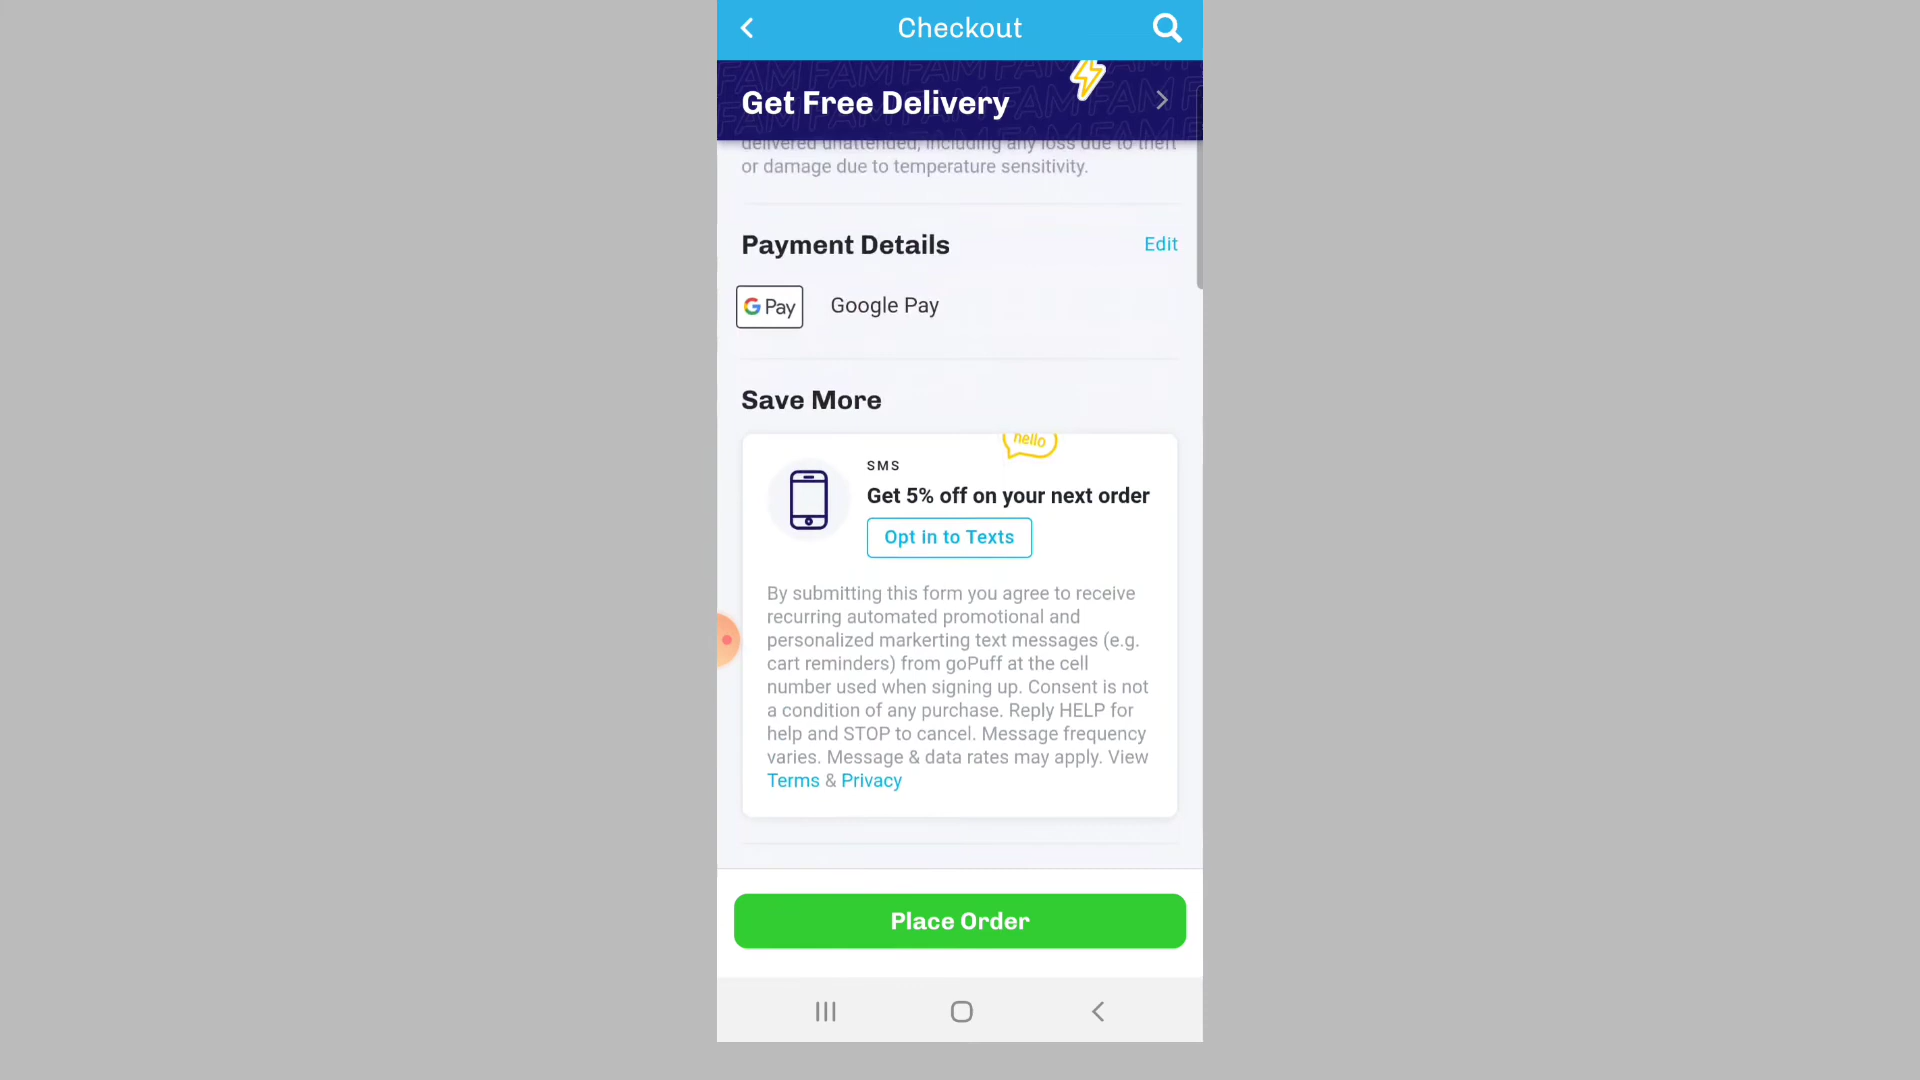 Checkout
FAM FAM FAM FAM
Get Free Delivery
delivered unattended, including any loss due to theft
or damage due to temperature sensitivity.
Payment Details
Edit
G Pay
Google Pay
Save More
hello
SMS
Get 5% off on your next order
Opt in to Texts
By submitting this form you agree to receive
recurring automated promotional and
personalized markerting text messages (e.g.
cart reminders) from goPuff at the cell
number used when signing up. Consent is not
a condition of any purchase. Reply HELP for
help and STOP to cancel. Message frequency
varies. Message & data rates may apply. View
Terms & Privacy
Place Order